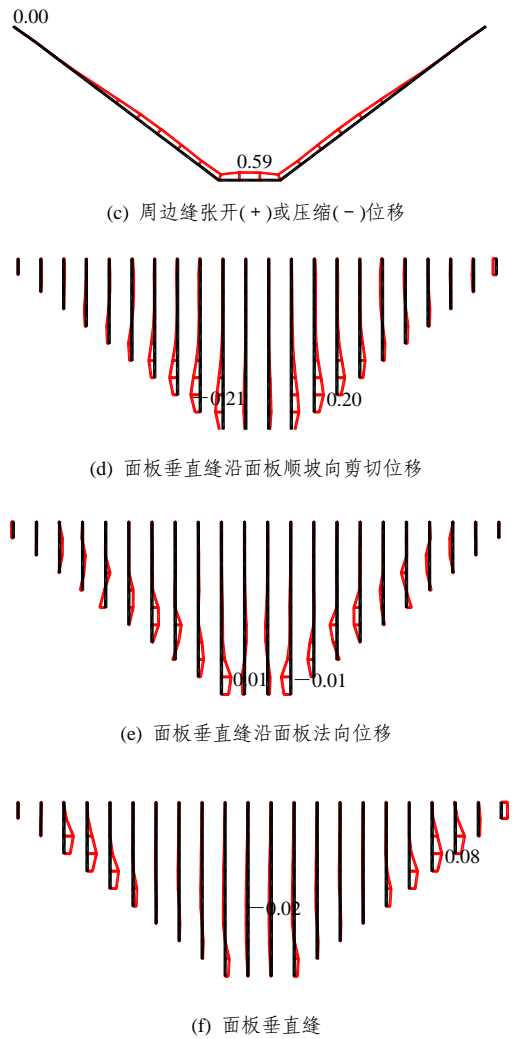 0.00
0.59
(c) 周边缝张开(+)或压缩(-)位移
-0.21 0.20
(d) 面板垂直缝沿面板顺坡向剪切位移
0.01 -0.01
(e) 面板垂直缝沿面板法向位移
0.08
-0.02
(f) 面板垂直缝